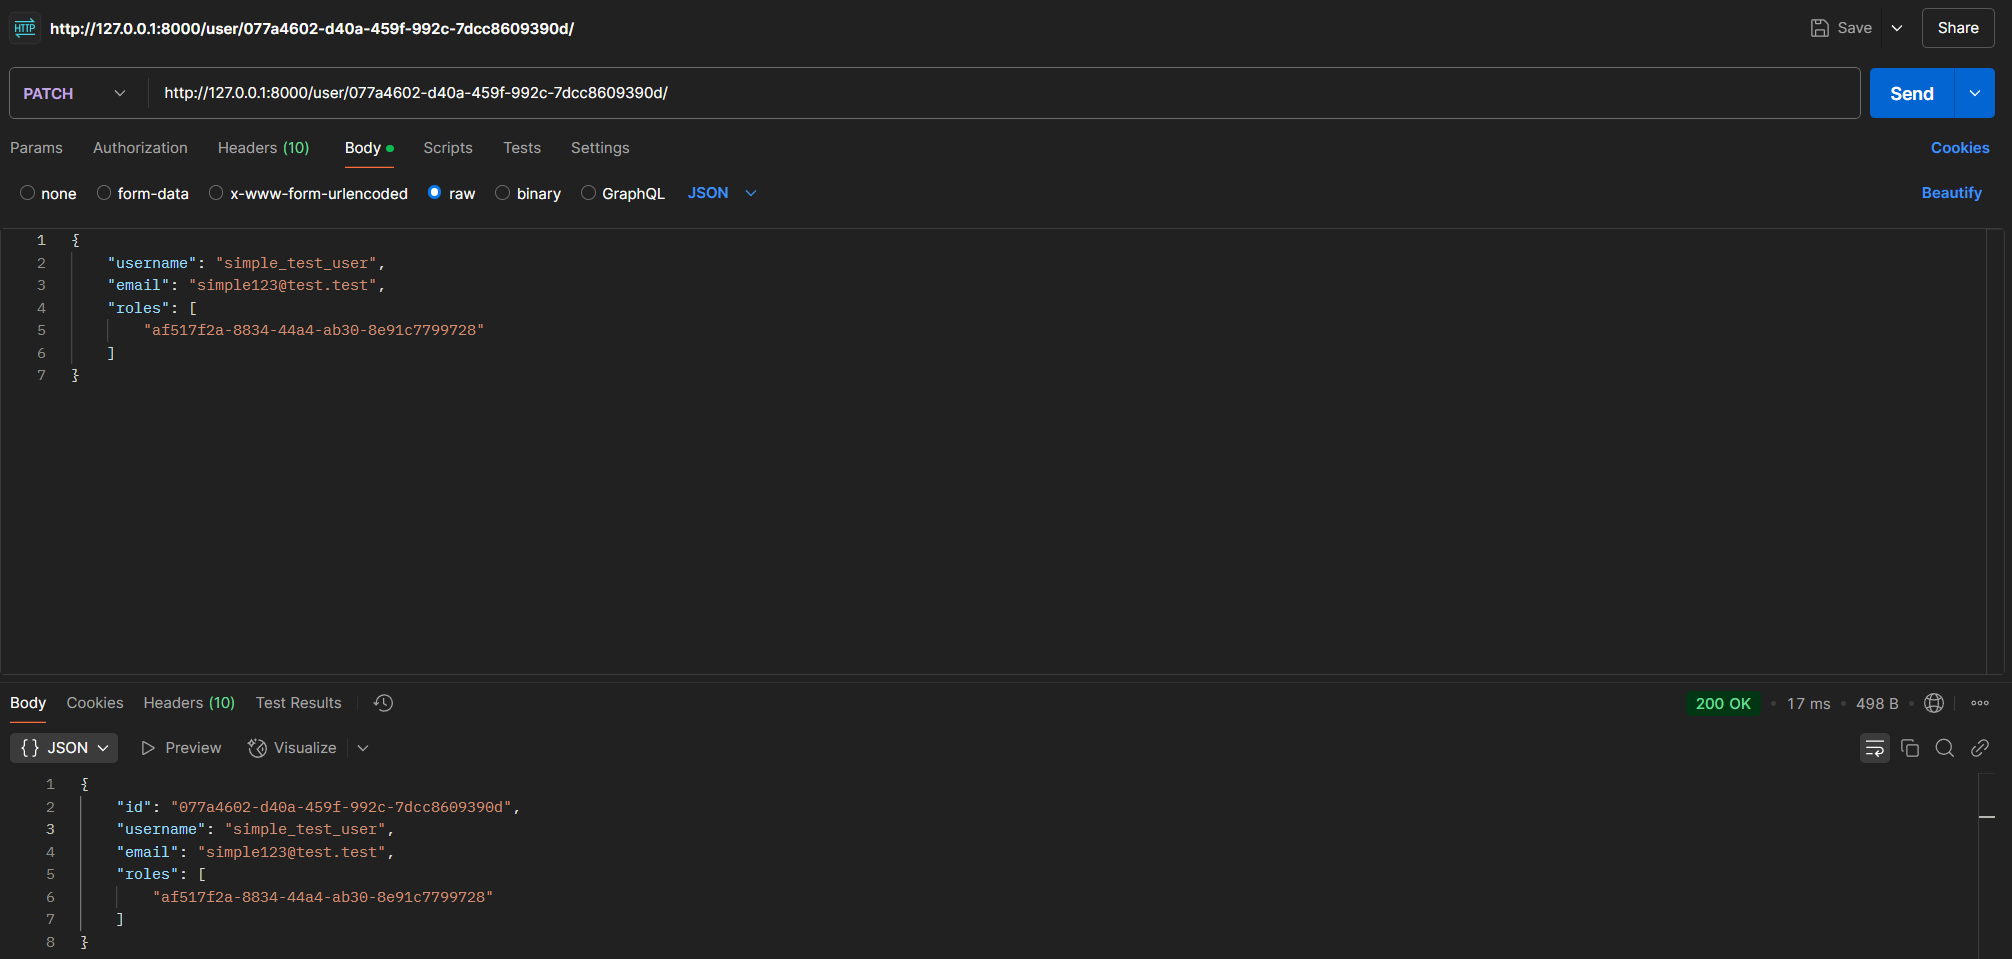 HTTP http://127.0.0.1:8000/user/077a4602-d40a-459f-992c-7dcc8609390d/ Save Share
PATCH http://127.0.0.1:8000/user/077a4602-d40a-459f-992c-7dcc8609390d/ Send
Params Authorization Headers (10) Body Scripts Tests Settings Cookies
none form-data x-www-form-urlencoded raw binary GraphQL JSON Beautify
1 {
2 "username": "simple_test_user",
3 "email": "simple123@test.test",
4 "roles": [
5 "af517f2a-8834-44a4-ab30-8e91c7799728"
6 ]
7 }
Body Cookies Headers (10) Test Results 200 OK • 17 ms • 498 B •
{} JSON Preview Visualize
1 {
2 "id": "077a4602-d40a-459f-992c-7dcc8609390d",
3 "username": "simple_test_user",
4 "email": "simple123@test.test",
5 "roles": [
6 "af517f2a-8834-44a4-ab30-8e91c7799728"
7 ]
8 }